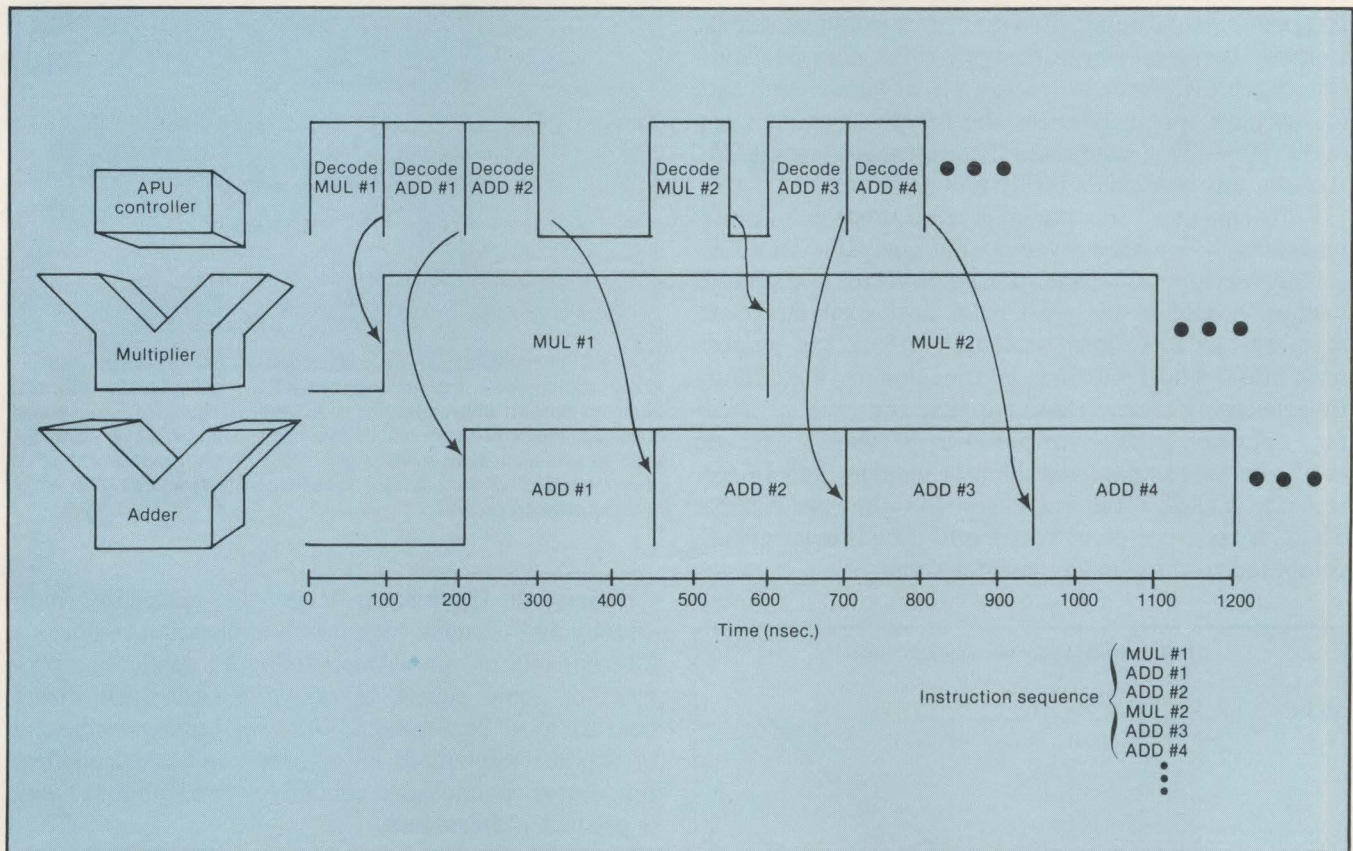 Decode
MUL #1
Decode
ADD #1
Decode
ADD #2
Decode
MUL #2
Decode
ADD #3
Decode
ADD #4
APU
controller
Multiplier
MUL #1
MUL #2
Adder
ADD #1
ADD #2
ADD #3
ADD #4
0 100 200 300 400 500 600 700 800 900 1000 1100 1200
Time (nsec.)
Instruction sequence
MUL #1
ADD #1
ADD #2
MUL #2
ADD #3
ADD #4